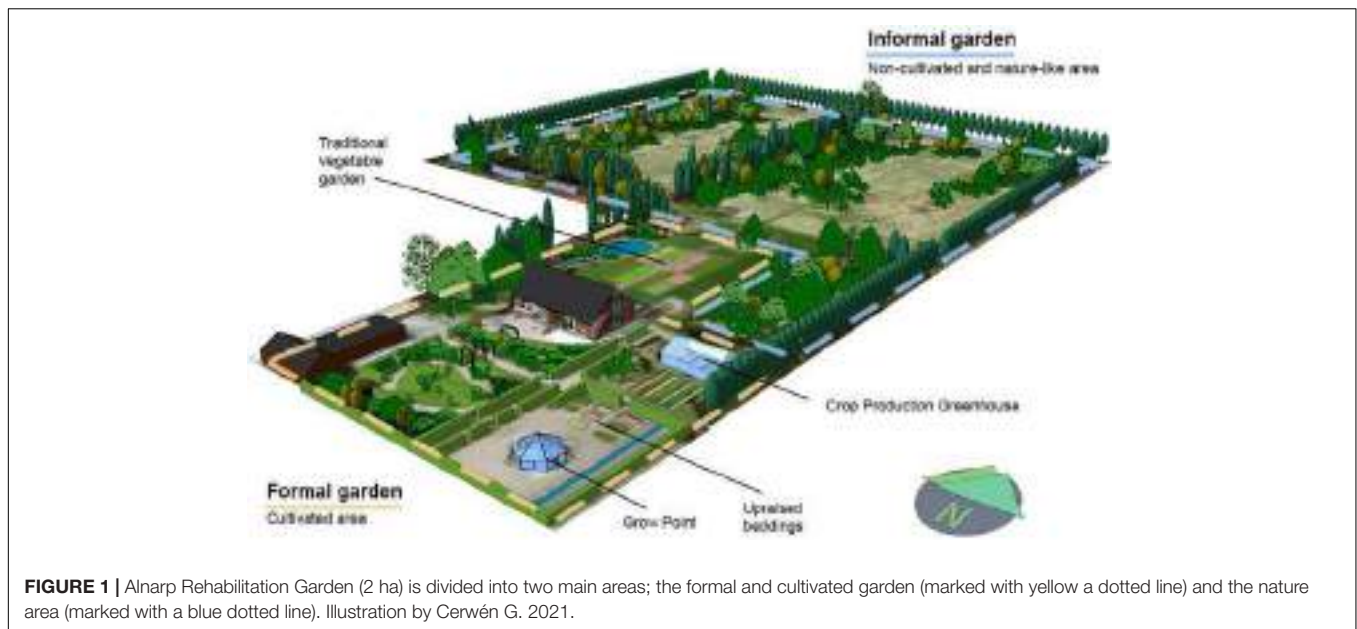 Informal garden
Non-cultivated and nature-like area
Traditional
vegetable
garden
Crop Production Greenhouse
Formal garden
Cultivated area
Grow Point
Upraised
beddings
N
FIGURE 1 | Alnarp Rehabilitation Garden (2 ha) is divided into two main areas; the formal and cultivated garden (marked with yellow a dotted line) and the nature
area (marked with a blue dotted line). Illustration by Cerwén G. 2021.